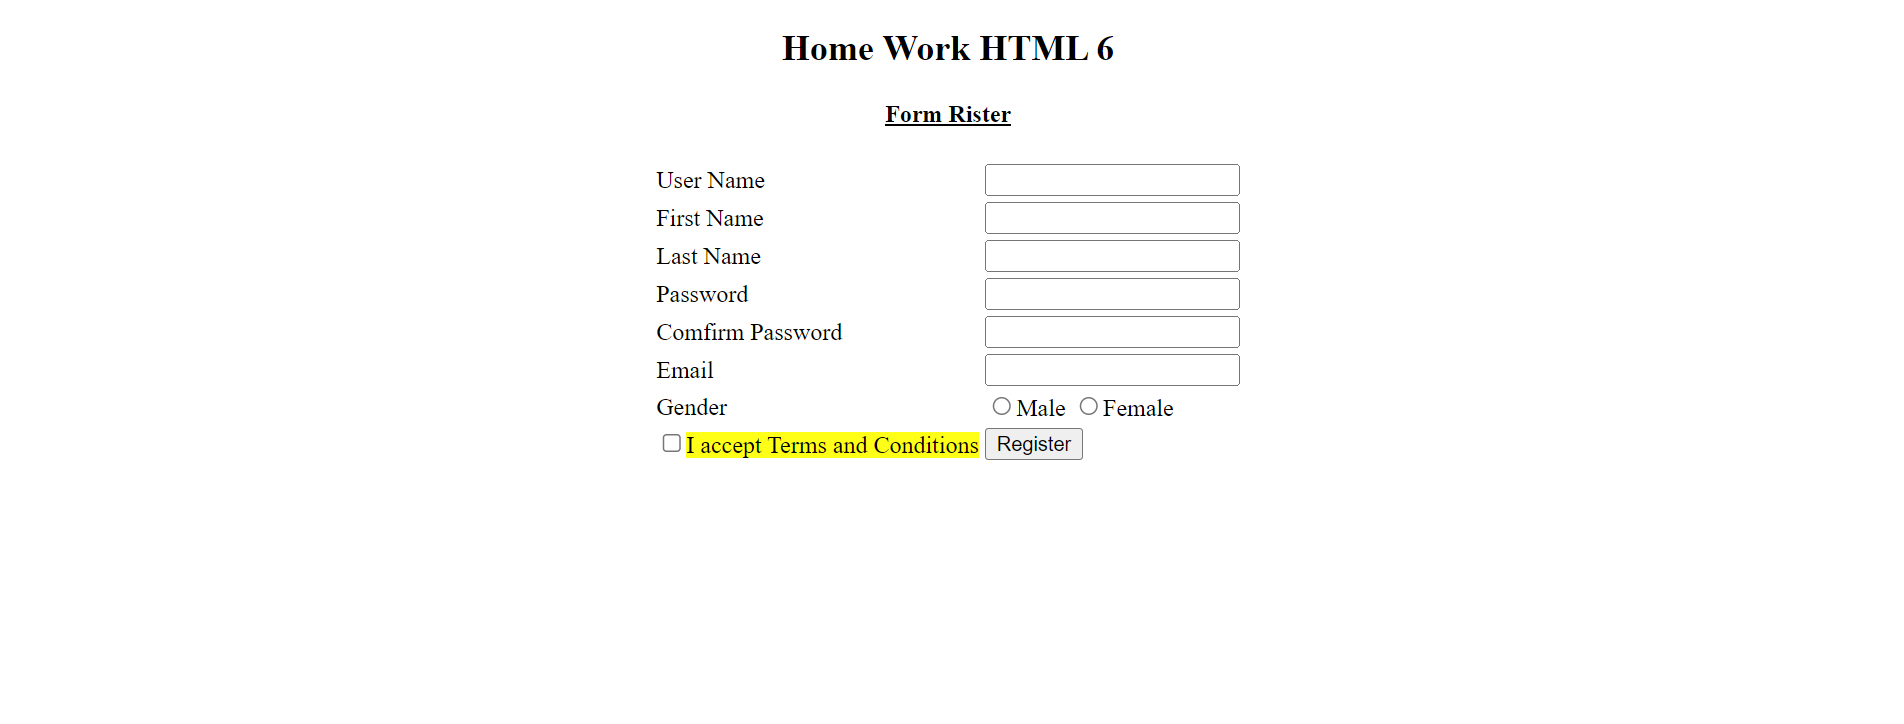 Home Work HTML 6
Form Rister
User Name
First Name
Last Name
Password
Comfirm Password
Email
Gender Male Female
I accept Terms and Conditions Register